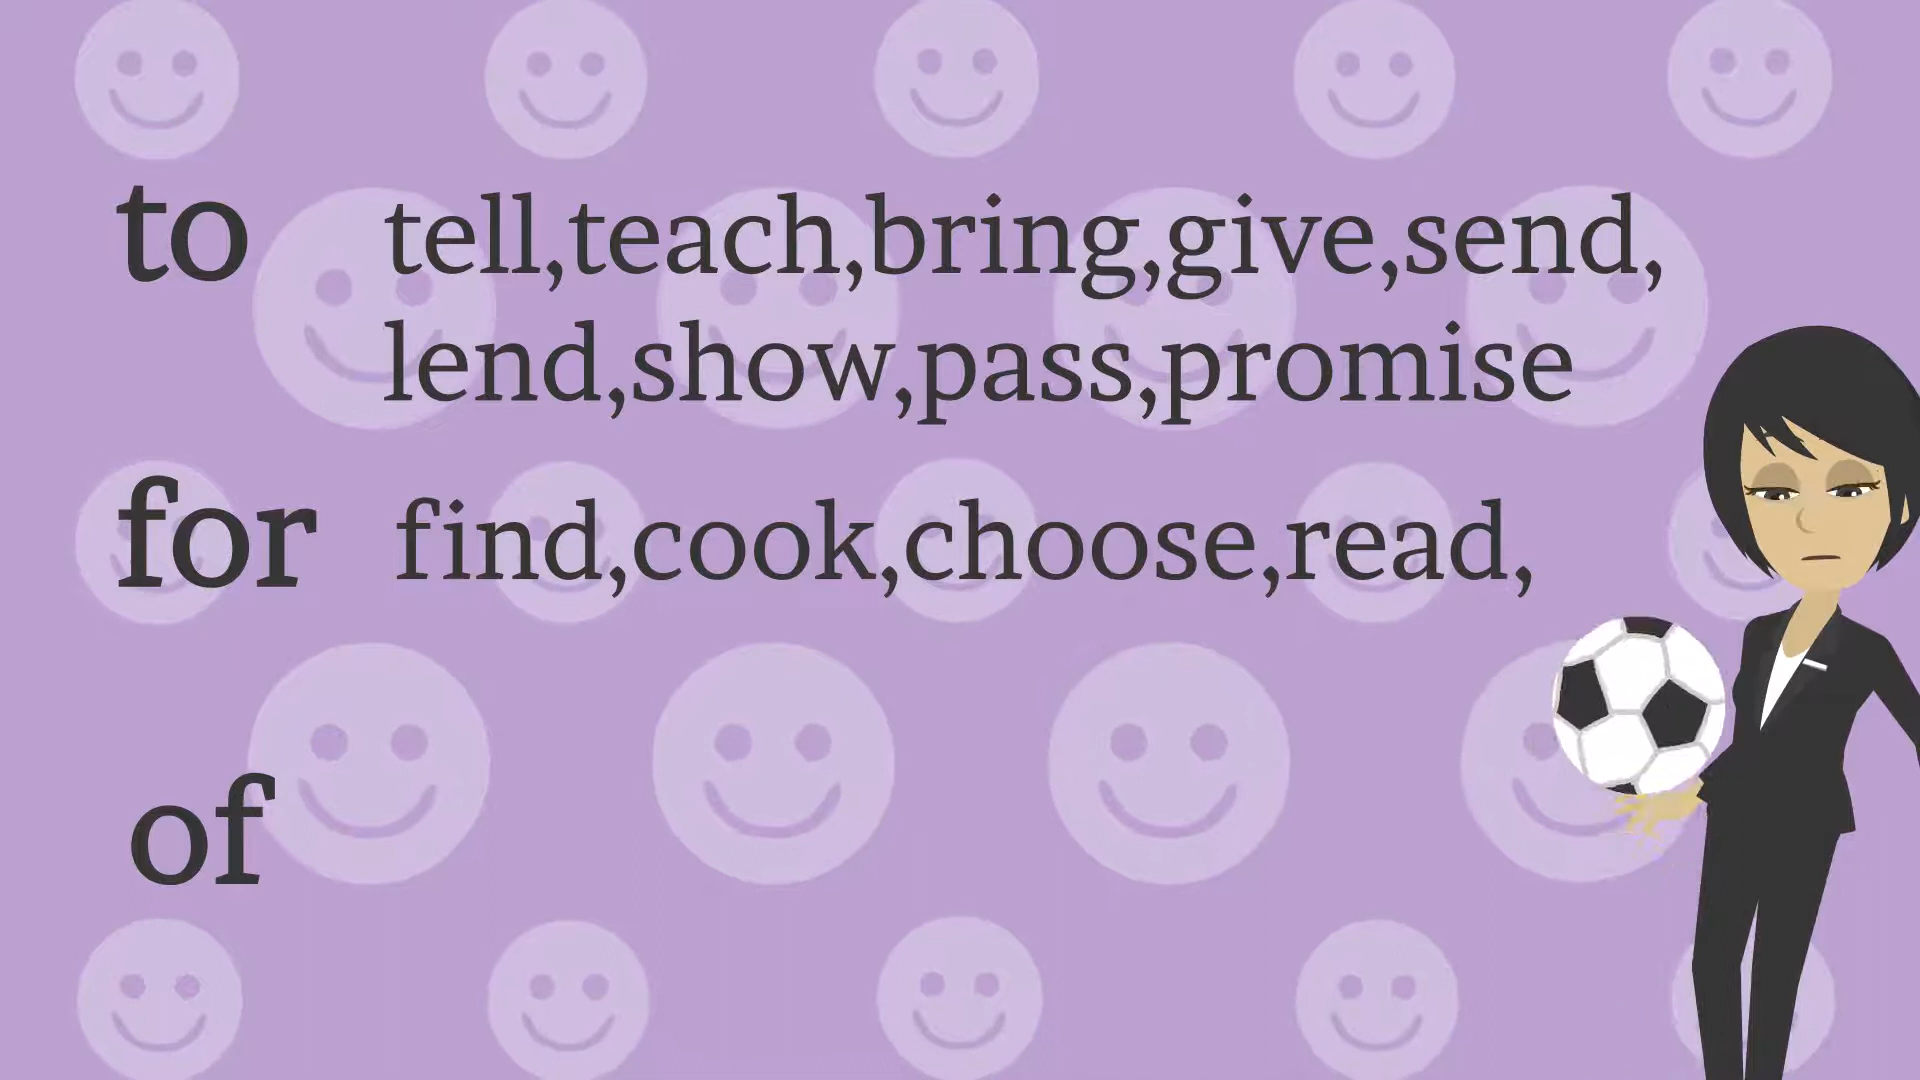 to tell,teach,bring,give,send,
lend,show,pass,promise
for find,cook,choose,read,
of